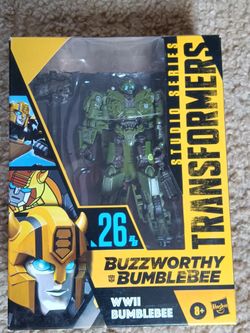 STUDIO SERIES
TRANSFORMERS
26
BUZZWORTHY
BUMBLEBEE
WWII
BUMBLEBEE
8+
Hasbro